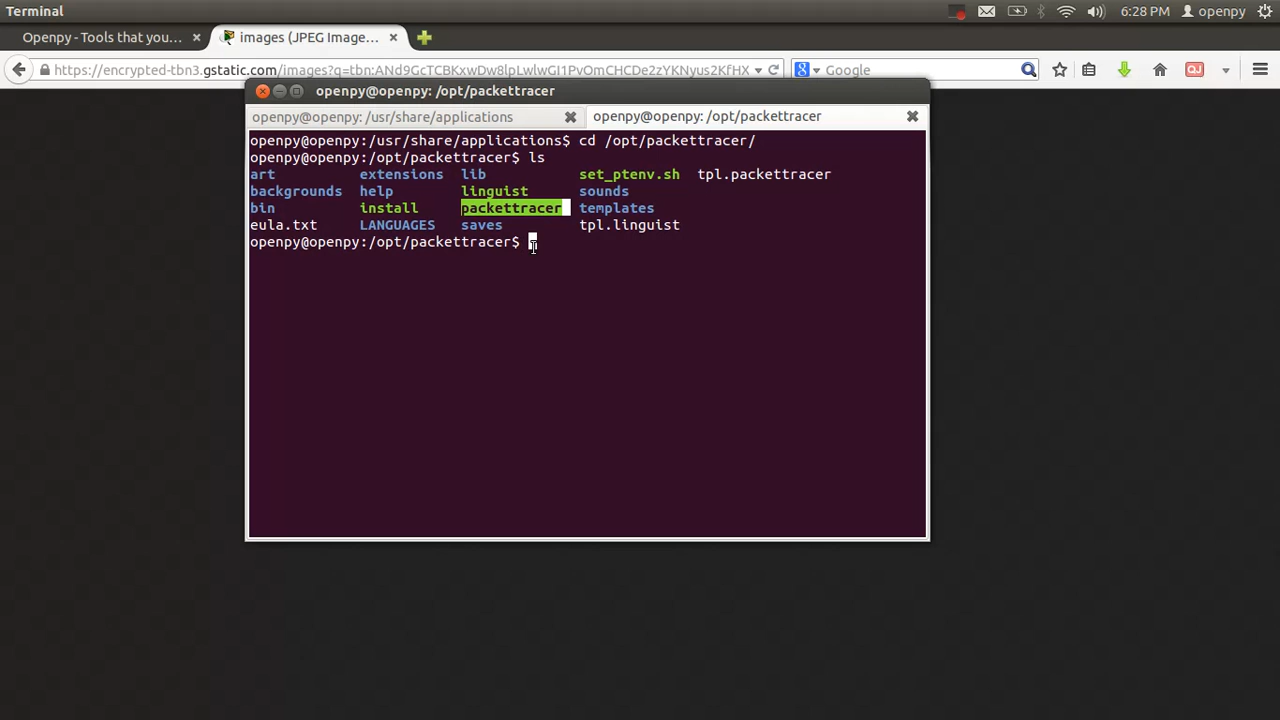 Terminal
6:28 PM openpy
Openpy - Tools that you...
images (JPEG Image...
https://encrypted-tbn3.gstatic.com/images?q=tbn:ANd9GcTCBKxwDw8lpLwlwGI1PvOmCHCDe2zYKNyus2KfHX
Google
openpy@openpy: /opt/packettracer
openpy@openpy: /usr/share/applications
openpy@openpy: /opt/packettracer
openpy@openpy:/usr/share/applications$ cd /opt/packettracer/
openpy@openpy:/opt/packettracer$ ls
art extensions lib set_ptenv.sh tpl.packettracer
backgrounds help linguist sounds
bin install packettracer templates
eula.txt LANGUAGES saves tpl.linguist
openpy@openpy:/opt/packettracer$